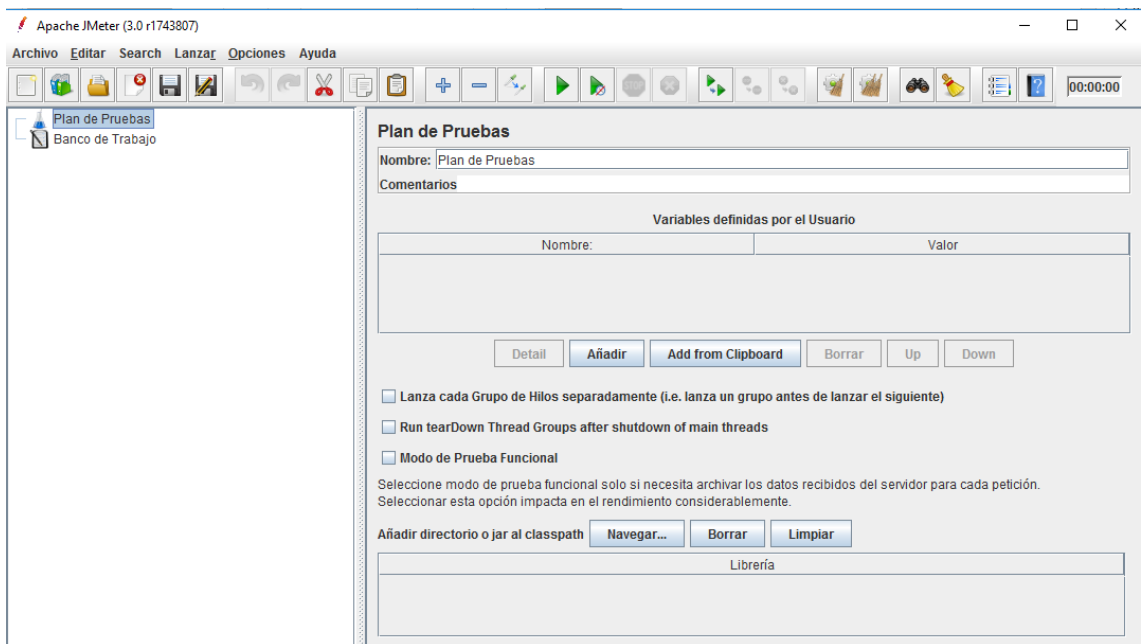 Apache JMeter (3.0 r1743807)
Archivo Editar Search Lanzar Opciones Ayuda
STOP
00:00:00
Plan de Pruebas
Banco de Trabajo
Plan de Pruebas
Nombre: Plan de Pruebas
Comentarios
Variables definidas por el Usuario
Nombre: Valor
Detail Añadir Add from Clipboard Borrar Up Down
Lanza cada Grupo de Hilos separadamente (i.e. lanza un grupo antes de lanzar el siguiente)
Run tearDown Thread Groups after shutdown of main threads
Modo de Prueba Funcional
Seleccione modo de prueba funcional solo si necesita archivar los datos recibidos del servidor para cada petición.
Seleccionar esta opción impacta en el rendimiento considerablemente.
Añadir directorio o jar al classpath Navegar... Borrar Limpiar
Librería